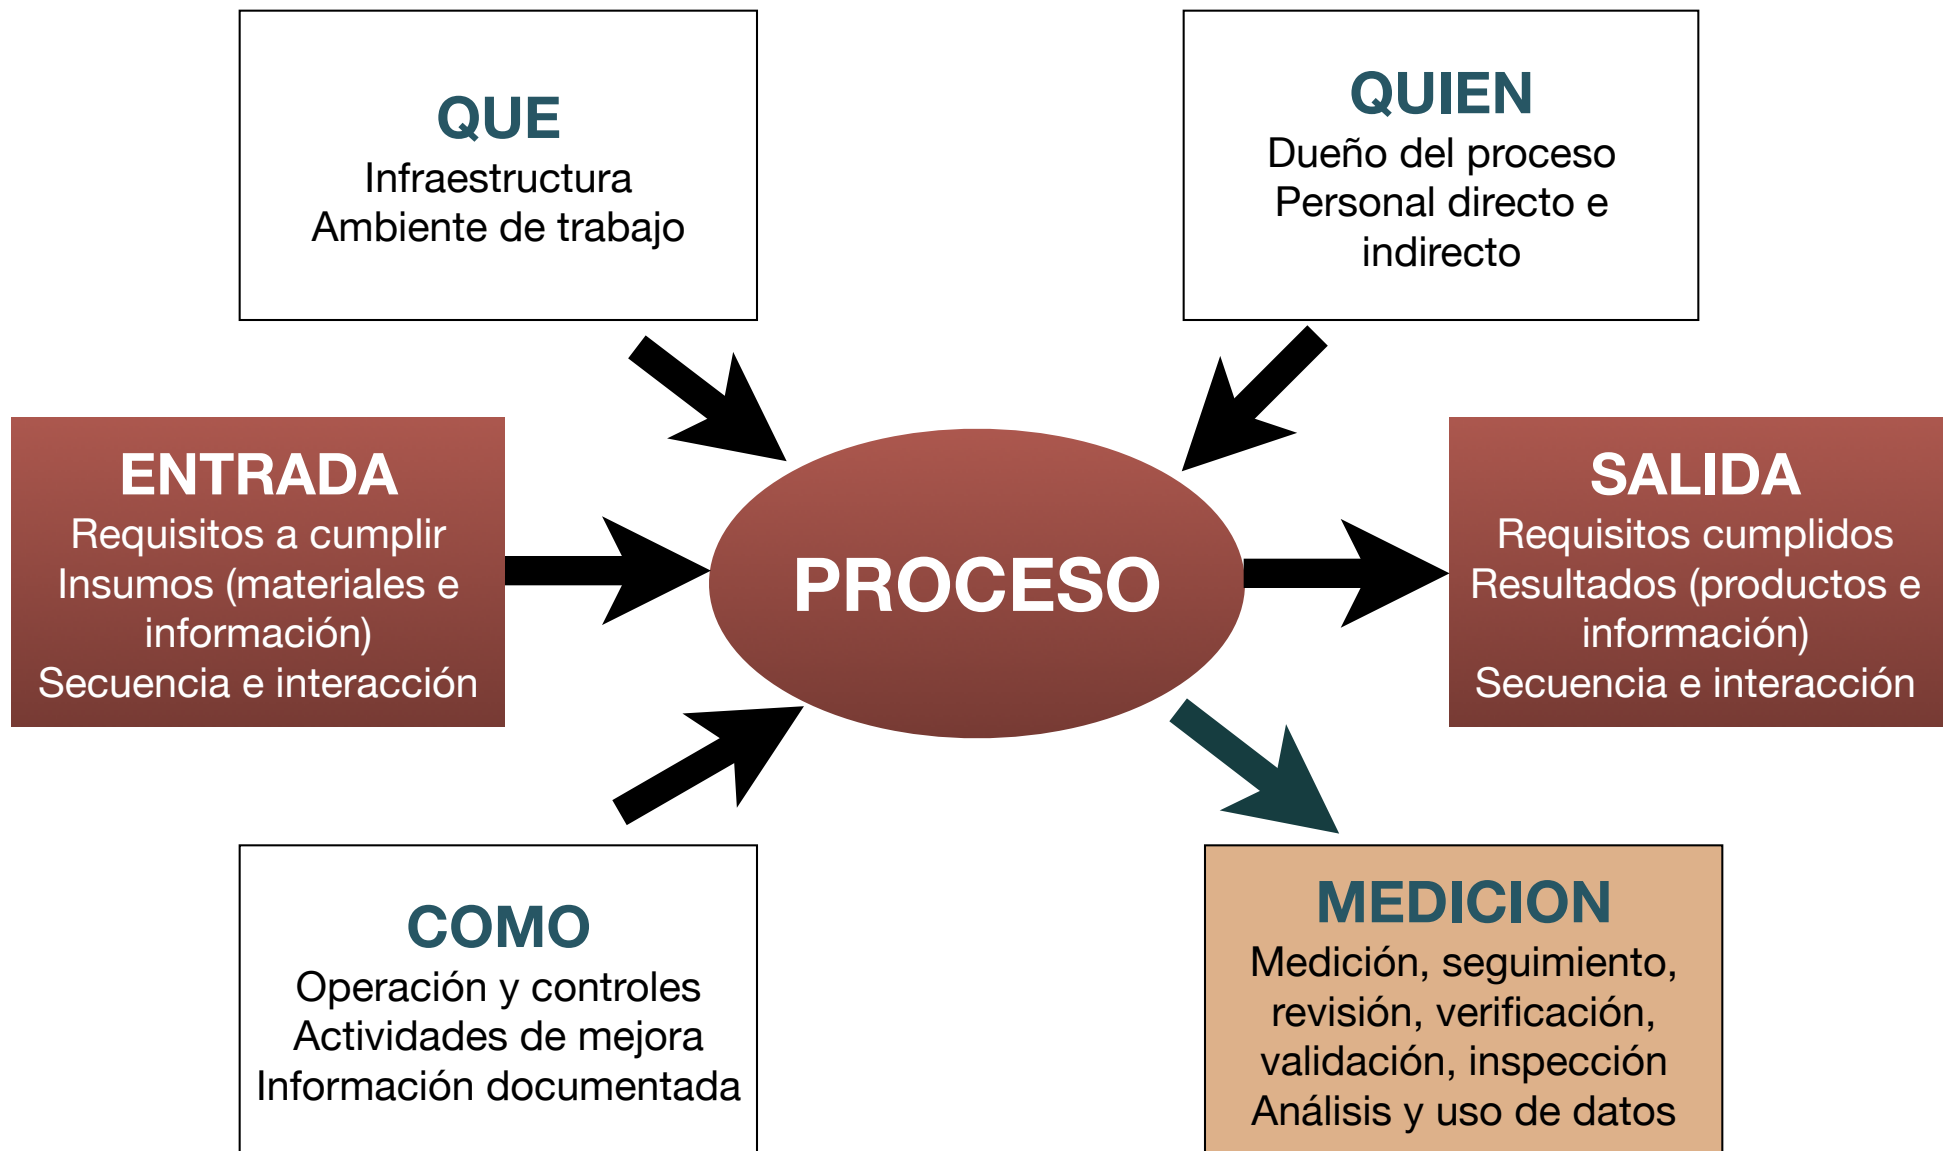 QUE
Infraestructura
Ambiente de trabajo
QUIEN
Dueño del proceso
Personal directo e
indirecto
ENTRADA
Requisitos a cumplir
Insumos (materiales e
información)
Secuencia e interacción
PROCESO
SALIDA
Requisitos cumplidos
Resultados (productos e
información)
Secuencia e interacción
COMO
Operación y controles
Actividades de mejora
Información documentada
MEDICION
Medición, seguimiento,
revisión, verificación,
validación, inspección
Análisis y uso de datos